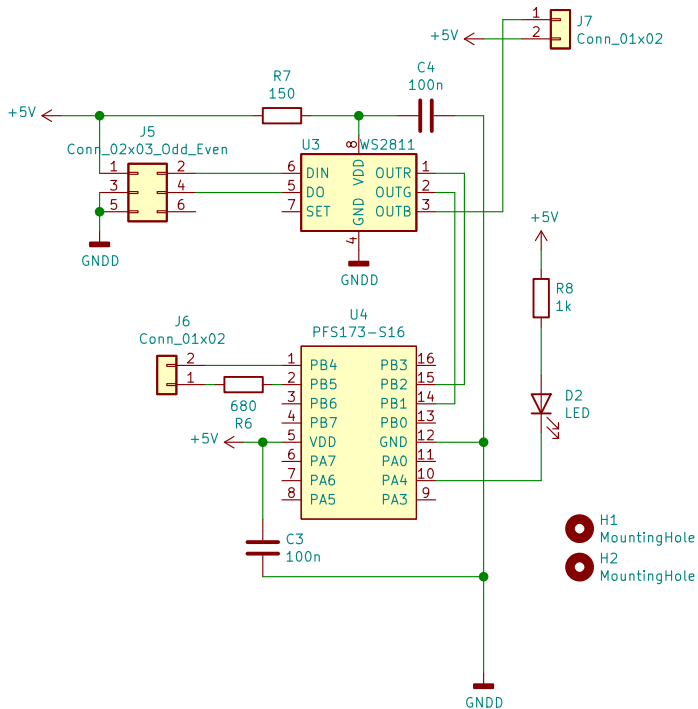 1
J7
+5V
2
Conn_01x02
C4
100n
R7
150
+5V
J5
Conn_02x03_Odd_Even
1 2
3 4
5 6
GNDD
U3
8
WS2811
VDD
6 DIN OUTR 1
5 DO OUTG 2
7 SET OUTB 3
GND
4
GNDD
+5V
R8
1k
U4
PFS173-S16
J6
Conn_01x02
2
1
680
R6
1 PB4 PB3 16
2 PB5 PB2 15
3 PB6 PB1 14
4 PB7 PB0 13
+5V
5 VDD GND 12
6 PA7 PA0 11
7 PA6 PA4 10
8 PA5 PA3 9
D2
LED
C3
100n
H1
MountingHole
H2
MountingHole
GNDD